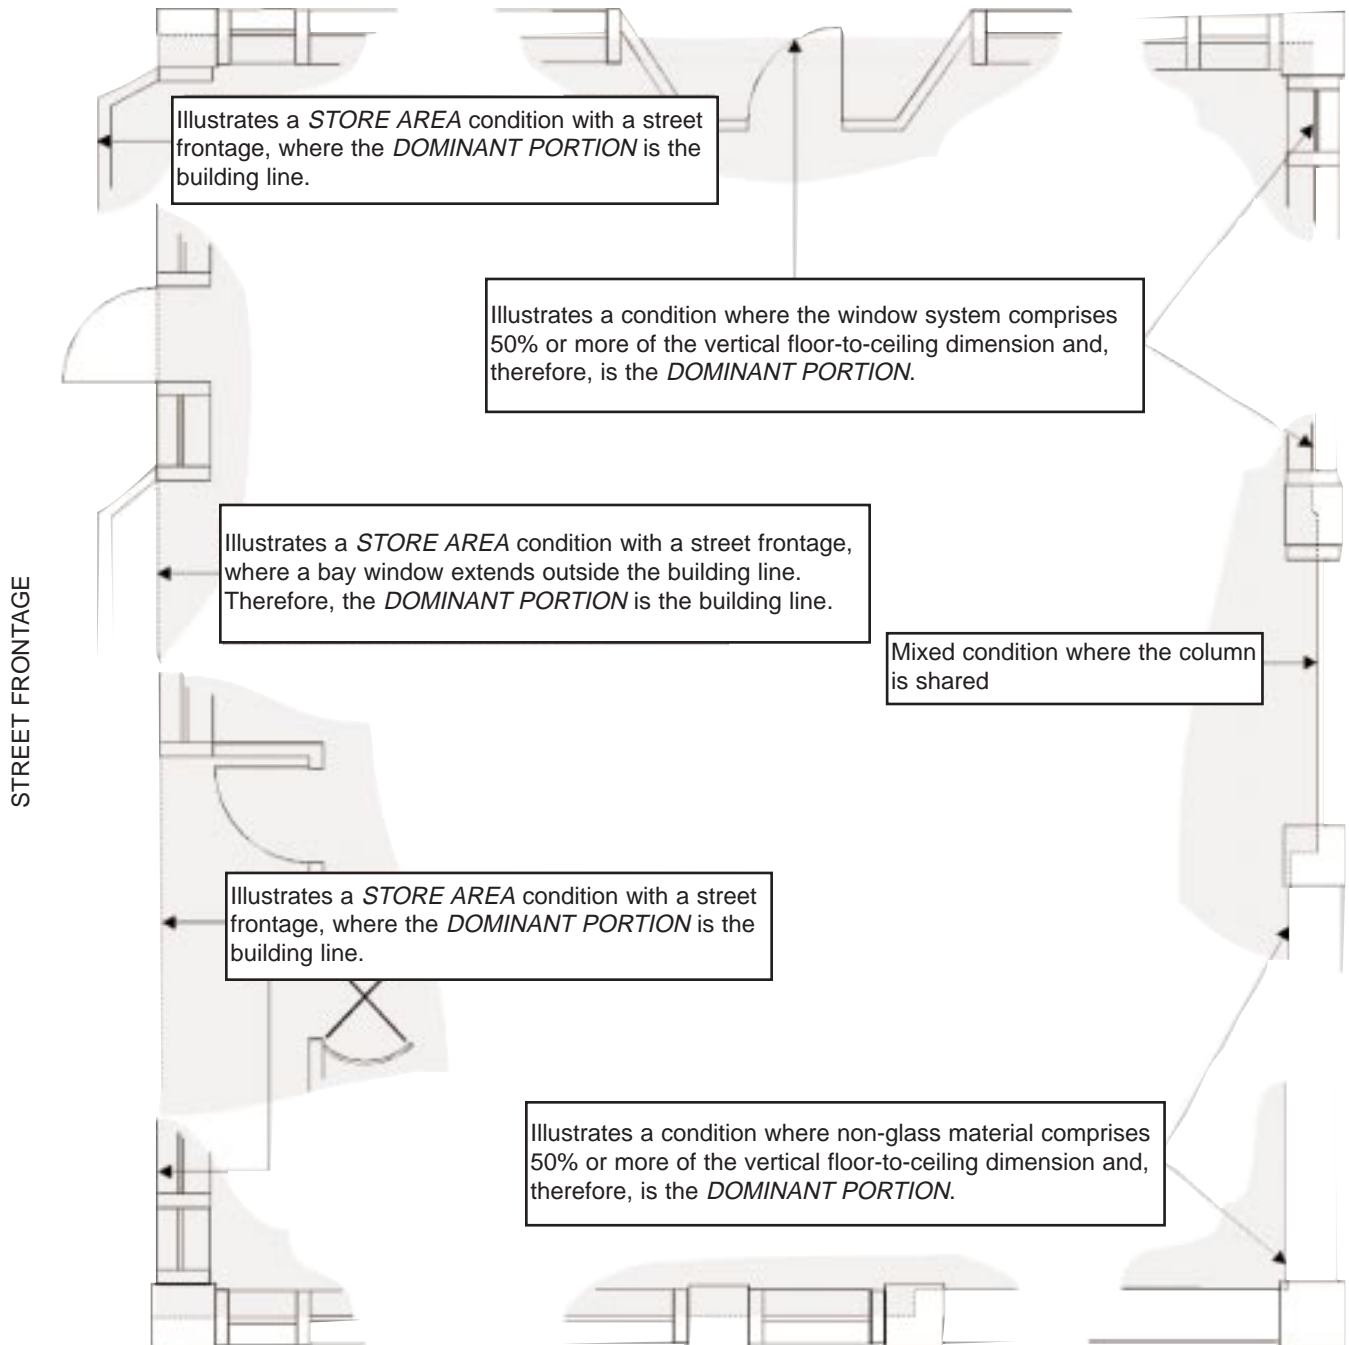 Illustrates a STORE AREA condition with a street
frontage, where the DOMINANT PORTION is the
building line.
Illustrates a condition where the window system comprises
50% or more of the vertical floor-to-ceiling dimension and,
therefore, is the DOMINANT PORTION.
Illustrates a STORE AREA condition with a street frontage,
where a bay window extends outside the building line.
Therefore, the DOMINANT PORTION is the building line.
STREET FRONTAGE
Mixed condition where the column
is shared
Illustrates a STORE AREA condition with a street
frontage, where the DOMINANT PORTION is the
building line.
Illustrates a condition where non-glass material comprises
50% or more of the vertical floor-to-ceiling dimension and,
therefore, is the DOMINANT PORTION.